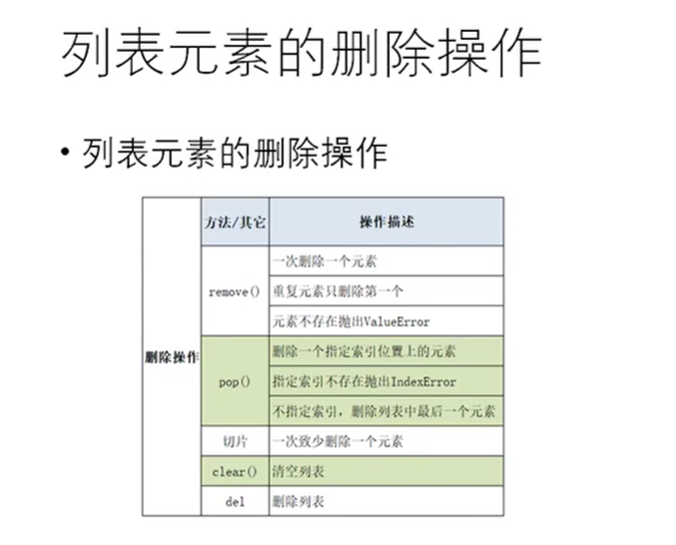 列表元素的删除操作
• 列表元素的删除操作
方法/其它 操作描述
一次删除一个元素
remove() 重复元素只删除第一个
元素不存在抛出ValueError
删除操作
删除一个指定索引位置上的元素
pop() 指定索引不存在抛出IndexError
不指定索引，删除列表中最后一个元素
切片 一次致少删除一个元素
clear() 清空列表
del 删除列表